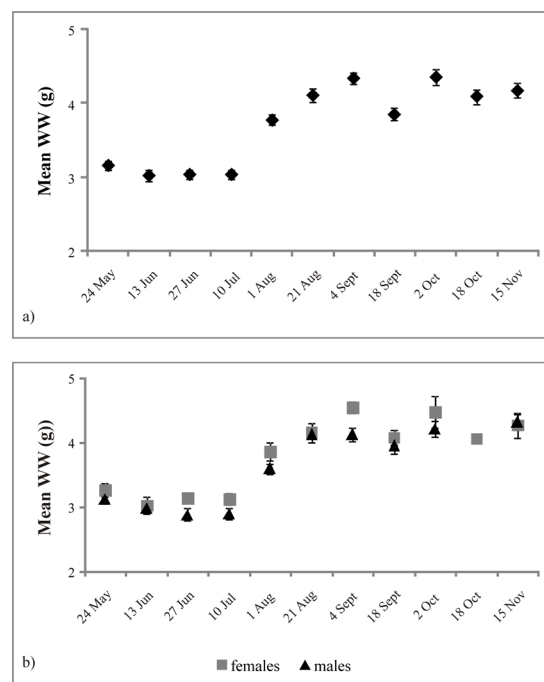 5
4
3
2
Mean WW (g)
24 May
13 Jun
27 Jun
10 Jul
1 Aug
21 Aug
4 Sept
18 Sept
2 Oct
18 Oct
15 Nov
a)
5
4
3
2
Mean WW (g))
24 May
13 Jun
27 Jun
10 Jul
1 Aug
21 Aug
4 Sept
18 Sept
2 Oct
18 Oct
15 Nov
b)
females males